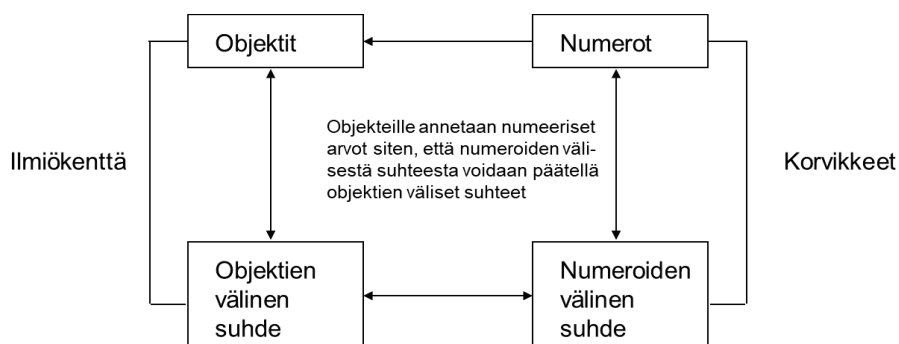 Objektit
Numerot
Objekteille annetaan numeeriset
arvot siten, että numeroiden väli-
sestä suhteesta voidaan päätellä
objektien väliset suhteet
Ilmiökenttä
Korvikkeet
Objektien
välinen
suhde
Numeroiden
välinen
suhde